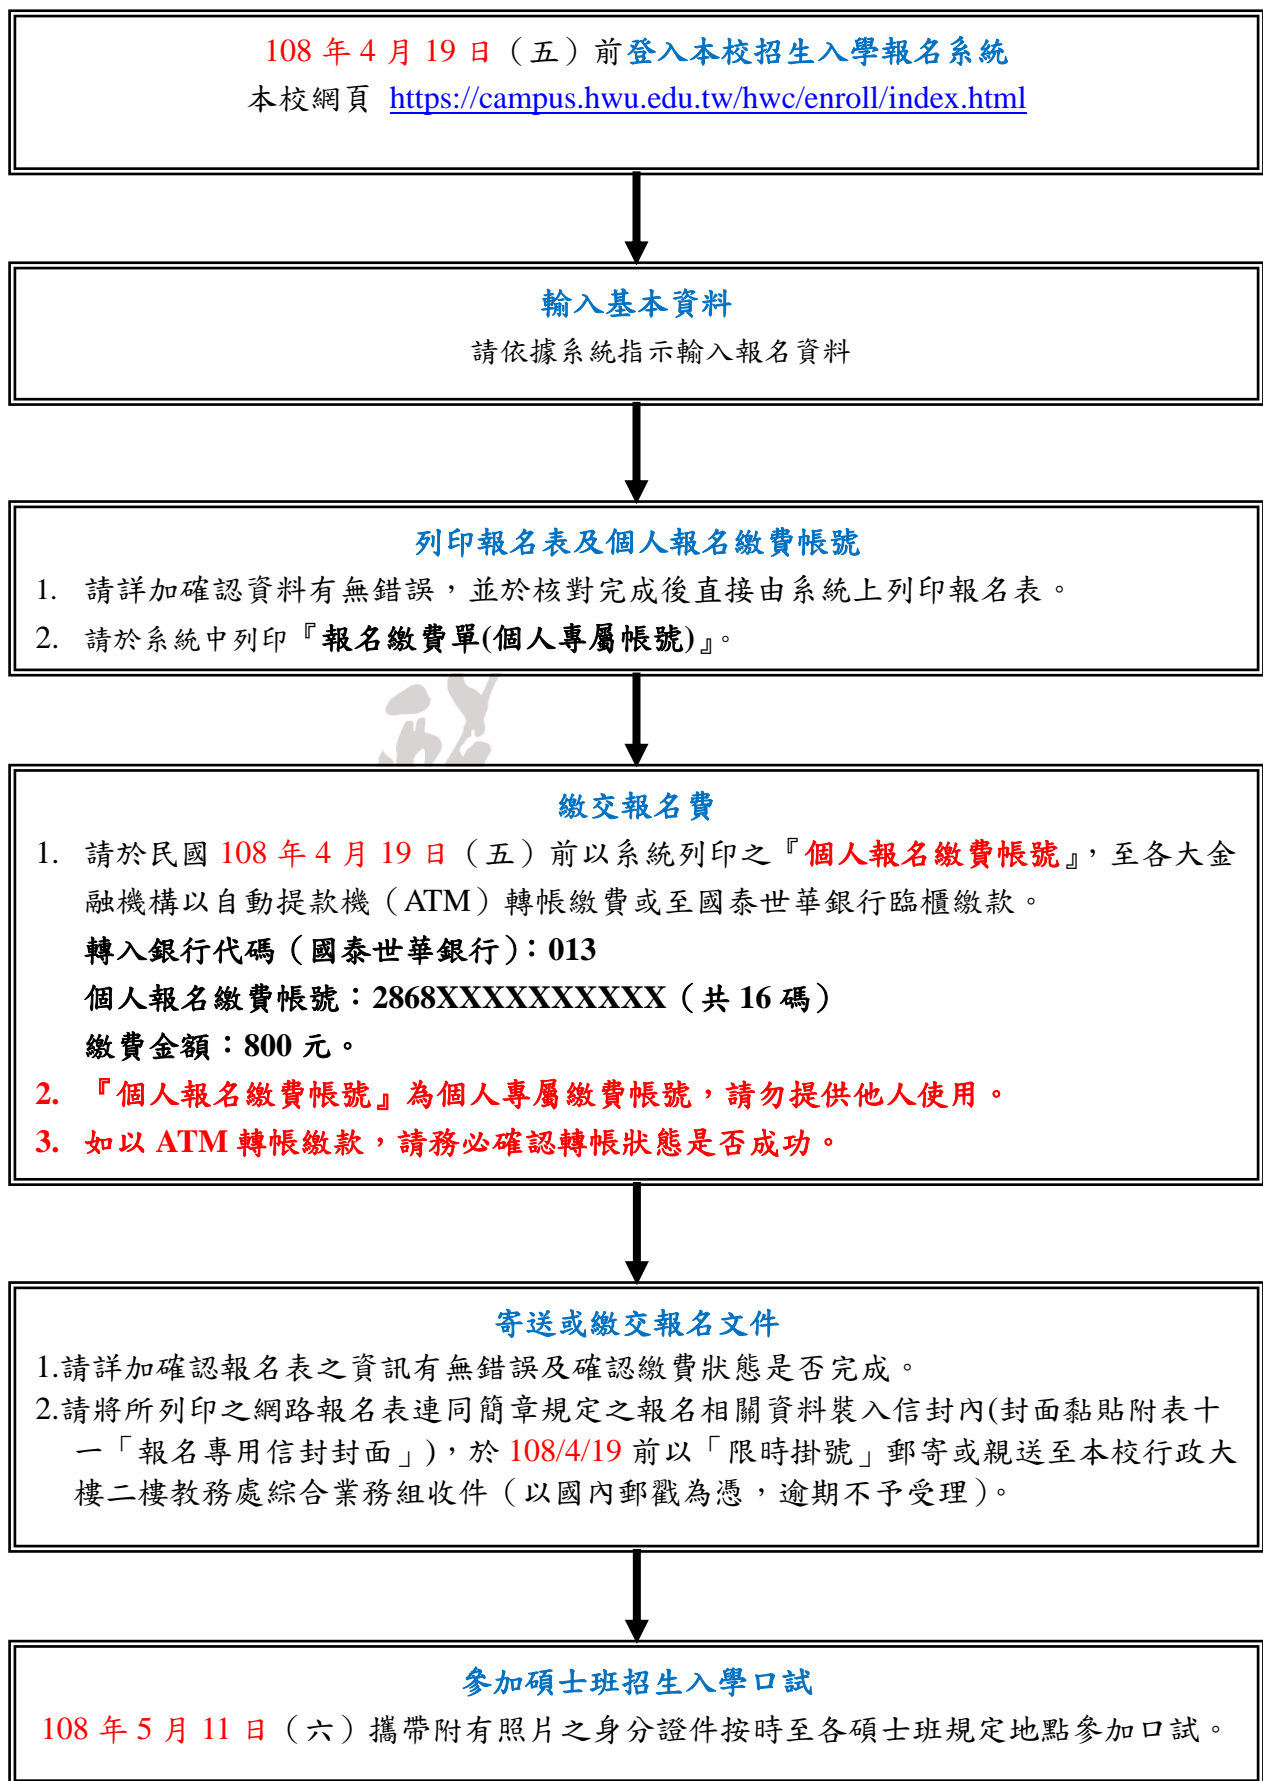 108 年 4 月 19 日（五）前登入本校招生入學報名系統
本校網頁 https://campus.hwu.edu.tw/hwc/enroll/index.html
輸入基本資料
請依據系統指示輸入報名資料
列印報名表及個人報名繳費帳號
1. 請詳加確認資料有無錯誤，並於核對完成後直接由系統上列印報名表。
2. 請於系統中列印『報名繳費單(個人專屬帳號)』。
繳交報名費
1. 請於民國 108 年 4 月 19 日（五）前以系統列印之『個人報名繳費帳號』，至各大金
融機構以自動提款機（ATM）轉帳繳費或至國泰世華銀行臨櫃繳款。
轉入銀行代碼（國泰世華銀行）：013
個人報名繳費帳號：2868XXXXXXXXXX（共 16 碼）
繳費金額：800 元。
2. 『個人報名繳費帳號』為個人專屬繳費帳號，請勿提供他人使用。
3. 如以 ATM 轉帳繳款，請務必確認轉帳狀態是否成功。
寄送或繳交報名文件
1.請詳加確認報名表之資訊有無錯誤及確認繳費狀態是否完成。
2.請將所列印之網路報名表連同簡章規定之報名相關資料裝入信封內(封面黏貼附表十
一「報名專用信封封面」)，於 108/4/19 前以「限時掛號」郵寄或親送至本校行政大
樓二樓教務處綜合業務組收件（以國內郵戳為憑，逾期不予受理）。
參加碩士班招生入學口試
108 年 5 月 11 日（六）攜帶附有照片之身分證件按時至各碩士班規定地點參加口試。